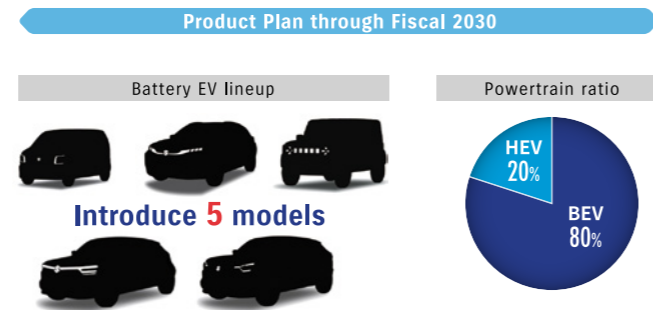 Product Plan through Fiscal 2030
Battery EV lineup
Introduce 5 models
Powertrain ratio
HEV
20%
BEV
80%